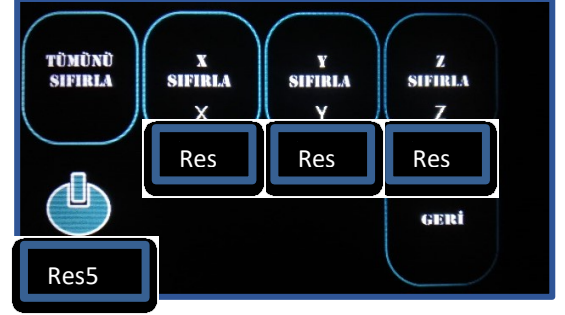 TÜMÜNÜ
SIFIRLA
X
SIFIRLA
X
Y
SIFIRLA
Y
Z
SIFIRLA
Z
Res
Res
Res
GERİ
Res5